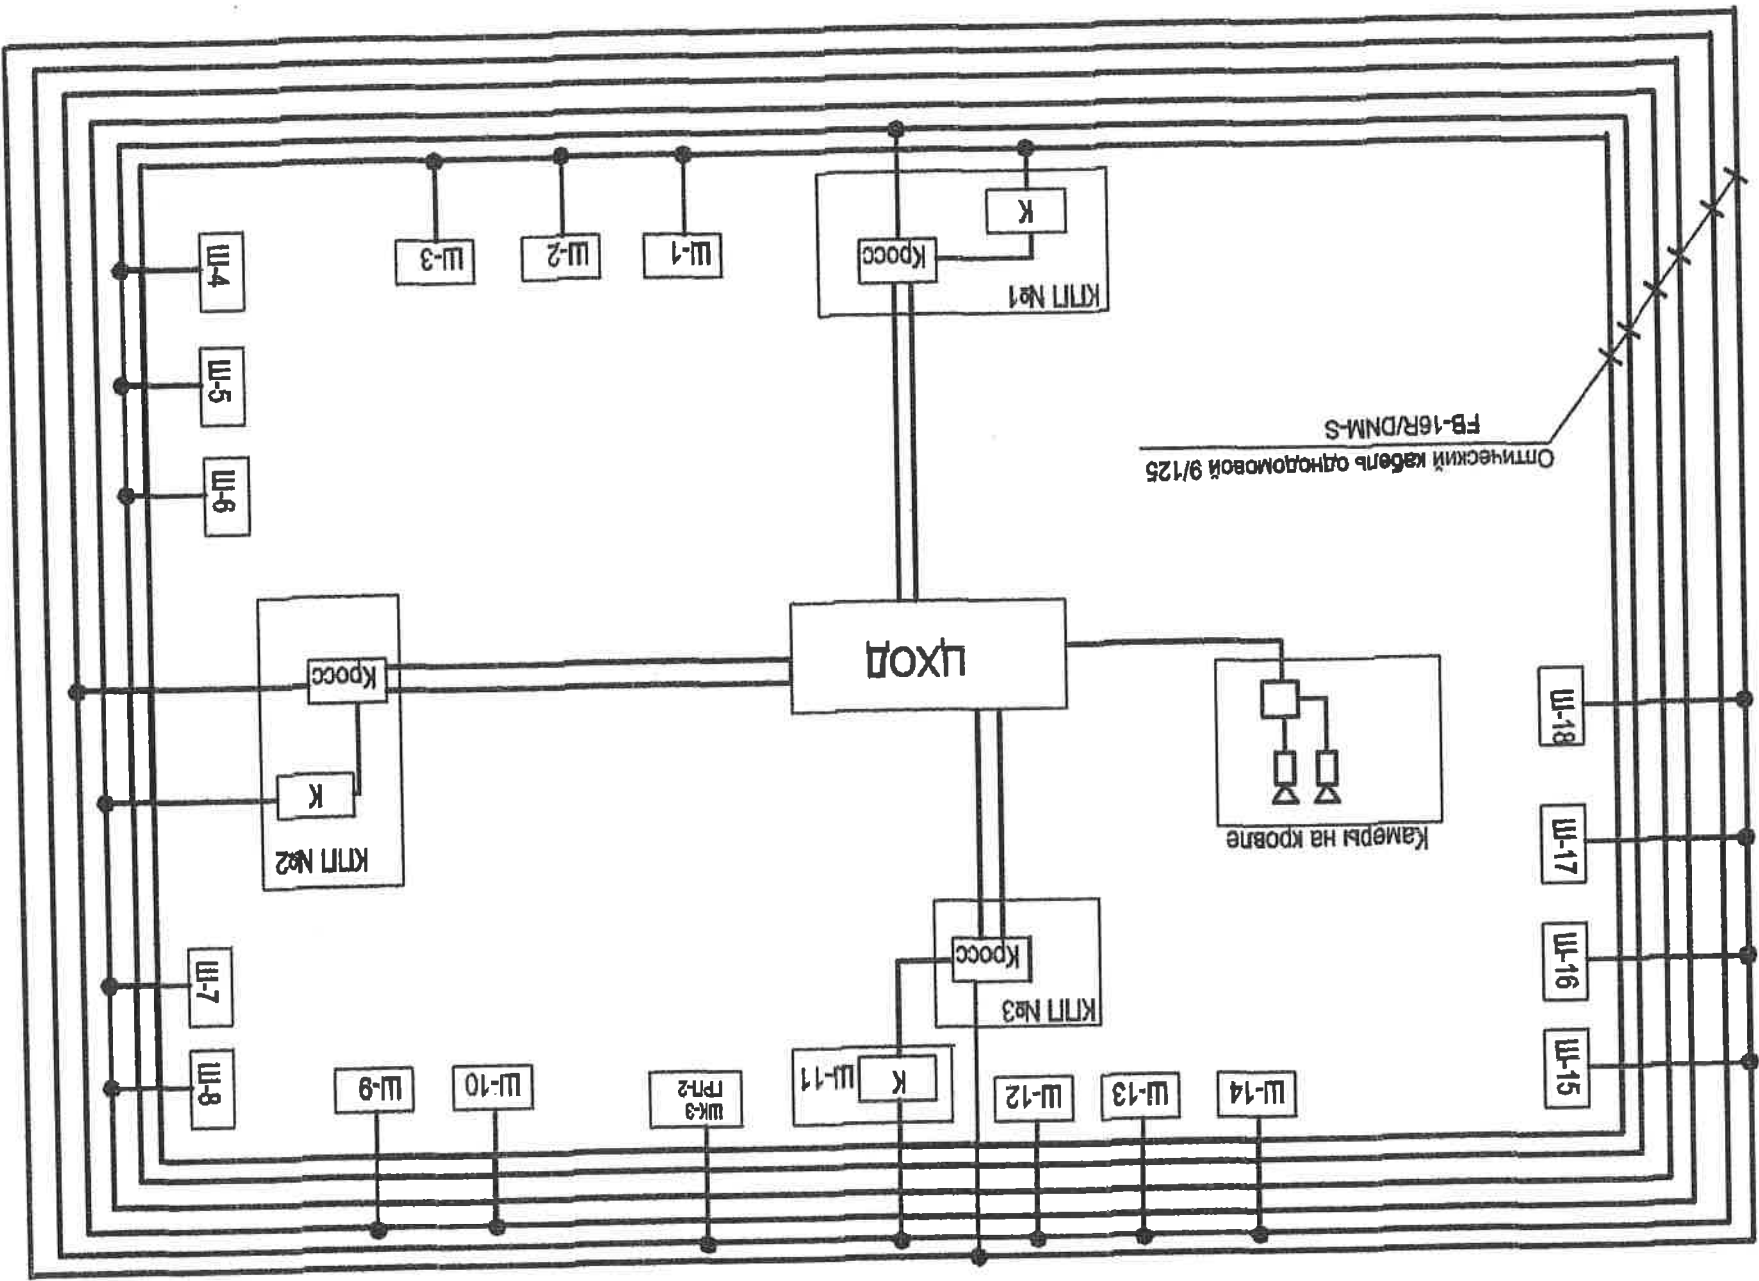 Ш-14
Ш-13
Ш-12
К
Ш-11
ШК-3
ГРП-2
Ш-10
Ш-9
Ш-8
Ш-7
Ш-15
Ш-16
Ш-17
Ш-18
КПП №3
Кросс
Камеры на кровле
КПП №2
К
Кросс
ЦХОД
Оптический кабель однодомовой 9/125
FB-16R/DNM-S
Ш-6
Ш-5
Ш-4
КПП №1
Кросс
К
Ш-1
Ш-2
Ш-3